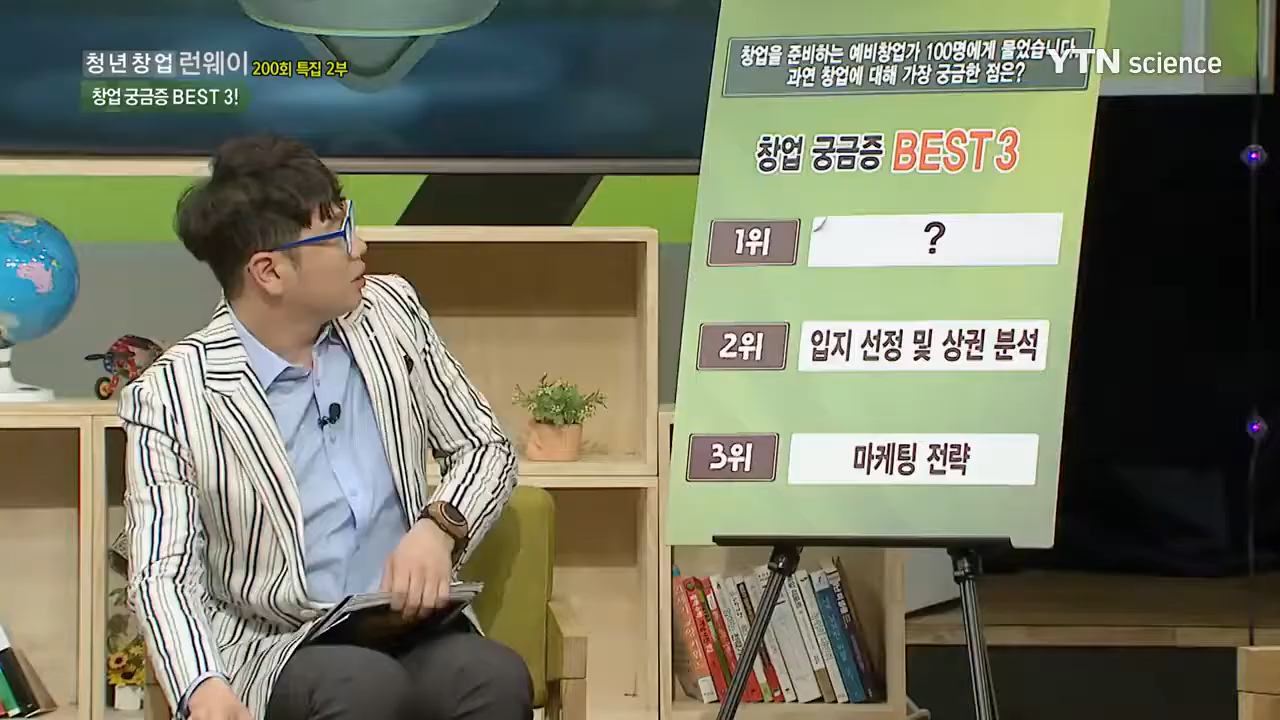 청년창업 런웨이 200회 특집 2부
창업 궁금증 BEST 3!
YTN science
창업을 준비하는 예비창업가 100명에게 물었습니다.
과연 창업에 대해 가장 궁금한 점은?
창업 궁금증 BEST 3
1위 ?
2위 입지 선정 및 상권 분석
3위 마케팅 전략